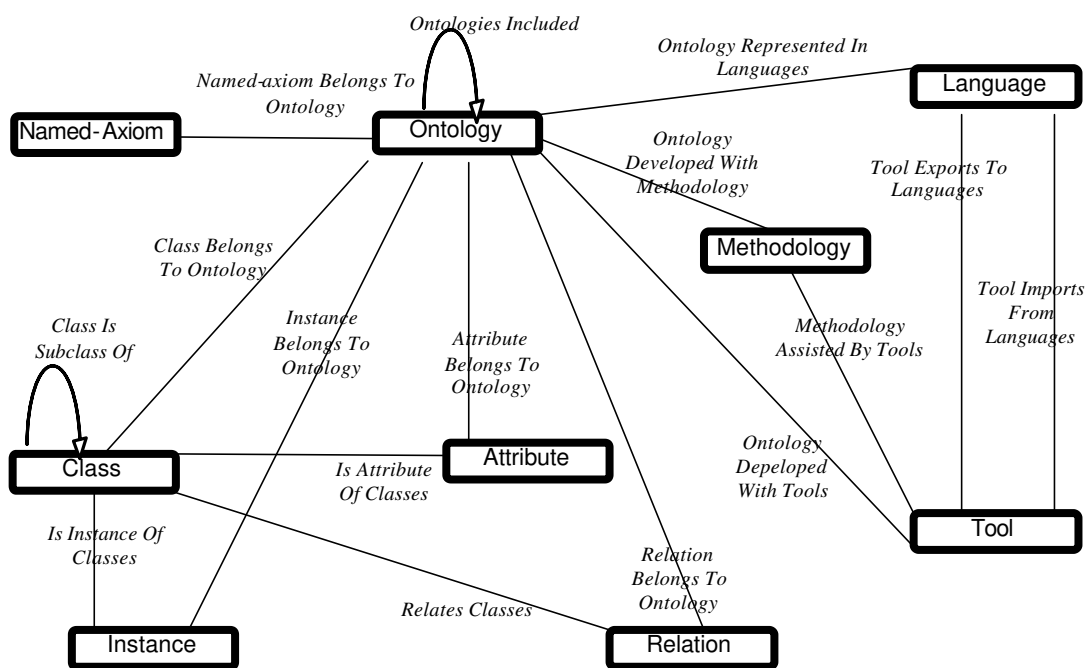 Ontologies Included
Ontology Represented In
Languages
Language
Named-axiom Belongs To
Ontology
Named-Axiom
Ontology
Ontology
Developed With
Methodology
Tool Exports To
Languages
Methodology
Class Belongs
To Ontology
Class Is
Subclass Of
Instance
Belongs To
Ontology
Attribute
Belongs To
Ontology
Methodology
Assisted By Tools
Tool Imports
From
Languages
Class
Attribute
Is Attribute
Of Classes
Ontology
Depeloped
With Tools
Tool
Is Instance Of
Classes
Relation
Belongs To
Ontology
Relates Classes
Instance
Relation